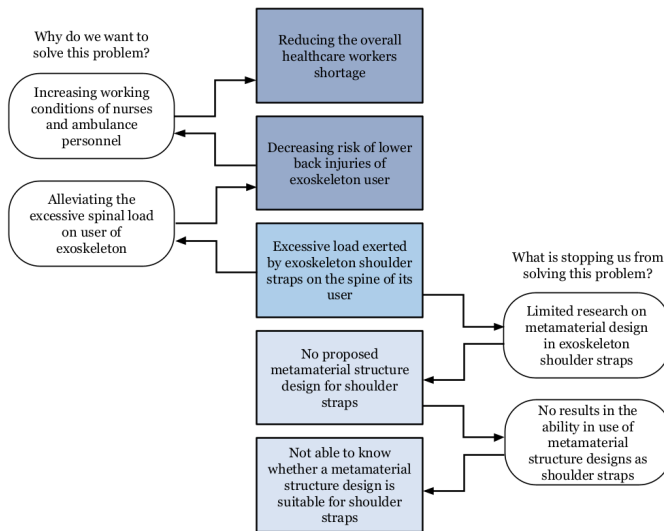 Why do we want to
solve this problem?
Reducing the overall
healthcare workers
shortage
Increasing working
conditions of nurses
and ambulance
personnel
Decreasing risk of lower
back injuries of
exoskeleton user
Alleviating the
excessive spinal load
on user of
exoskeleton
Excessive load exerted
by exoskeleton shoulder
straps on the spine of its
user
What is stopping us from
solving this problem?
Limited research on
metamaterial design
in exoskeleton
shoulder straps
No proposed
metamaterial structure
design for shoulder
straps
No results in the
ability in use of
metamaterial
structure designs as
shoulder straps
Not able to know
whether a metamaterial
structure design is
suitable for shoulder
straps